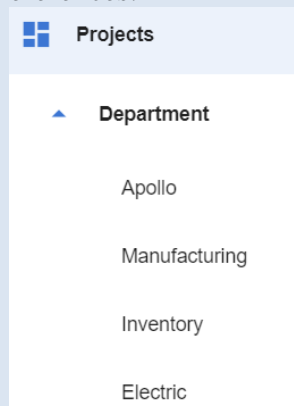 Projects
Department
Apollo
Manufacturing
Inventory
Electric